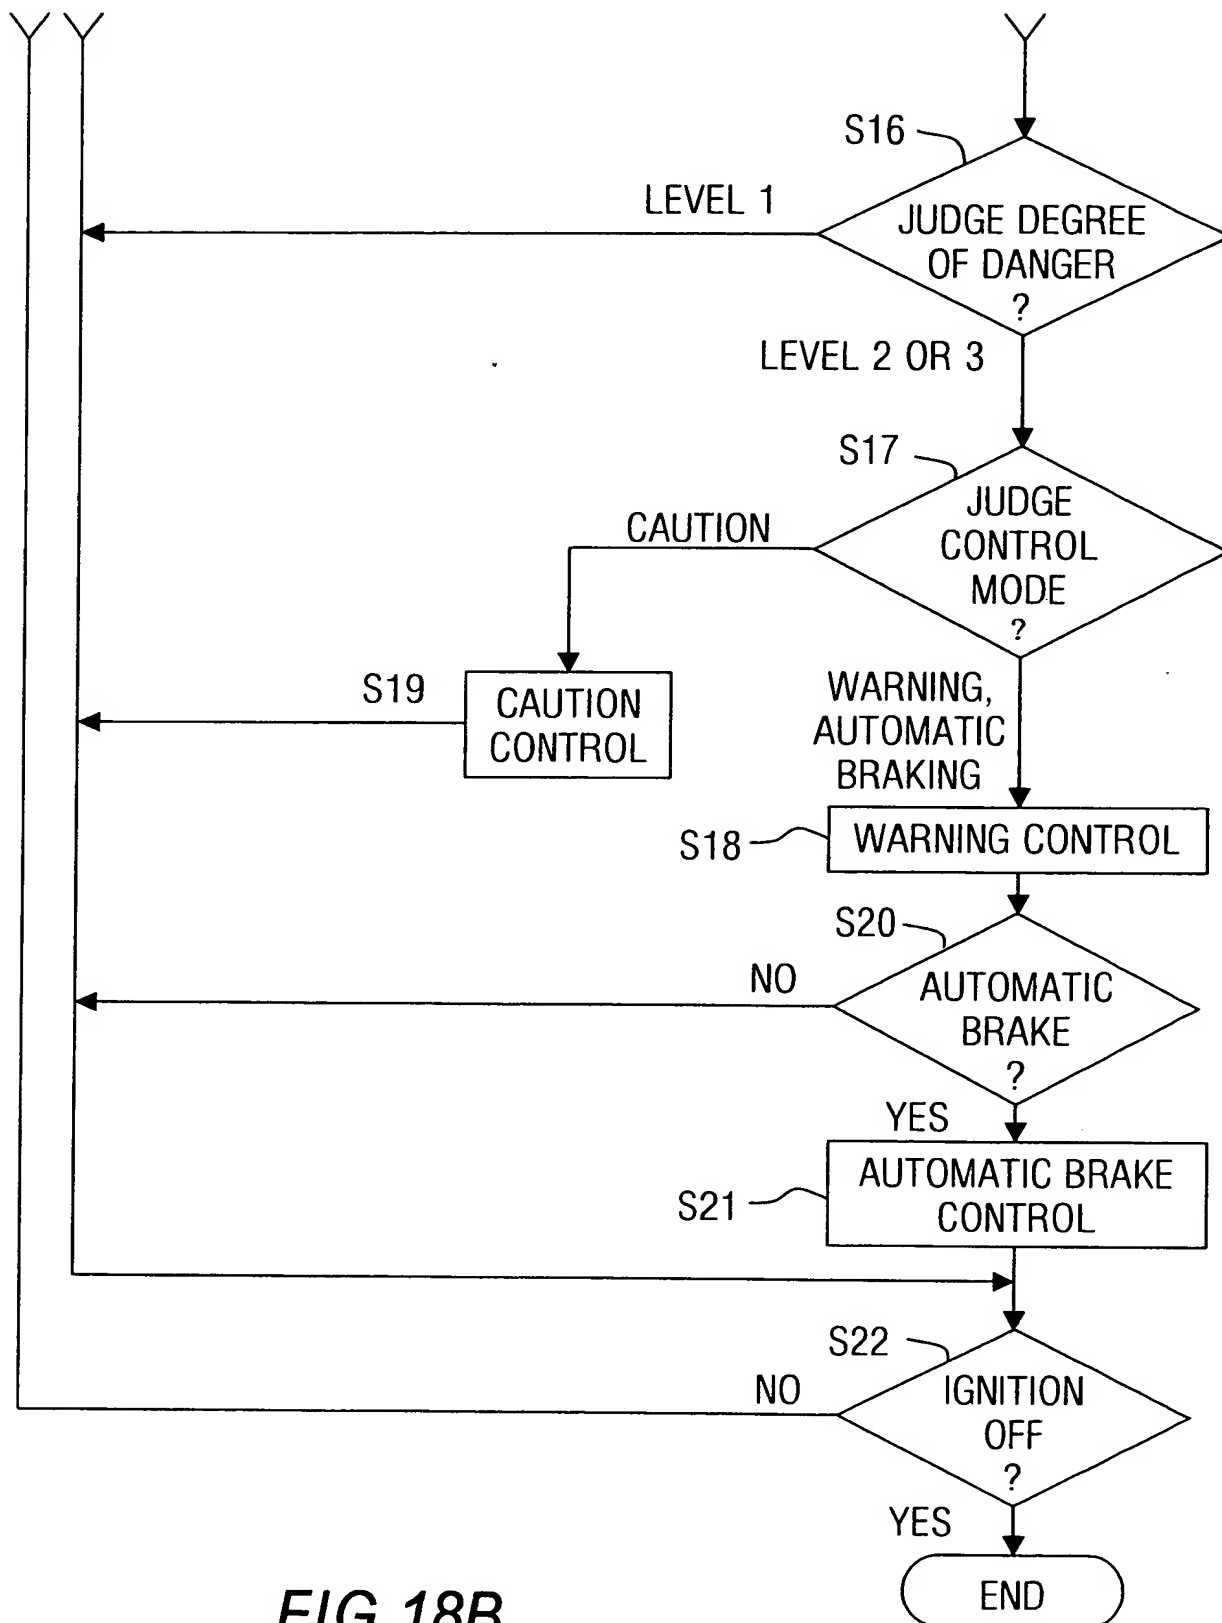 S16
LEVEL 1
JUDGE DEGREE
OF DANGER
?
LEVEL 2 OR 3
S17
JUDGE
CONTROL
MODE
?
CAUTION
S19
CAUTION
CONTROL
WARNING,
AUTOMATIC
BRAKING
S18
WARNING CONTROL
S20
NO
AUTOMATIC
BRAKE
?
YES
S21
AUTOMATIC BRAKE
CONTROL
S22
NO
IGNITION
OFF
?
YES
END
FIG.18B